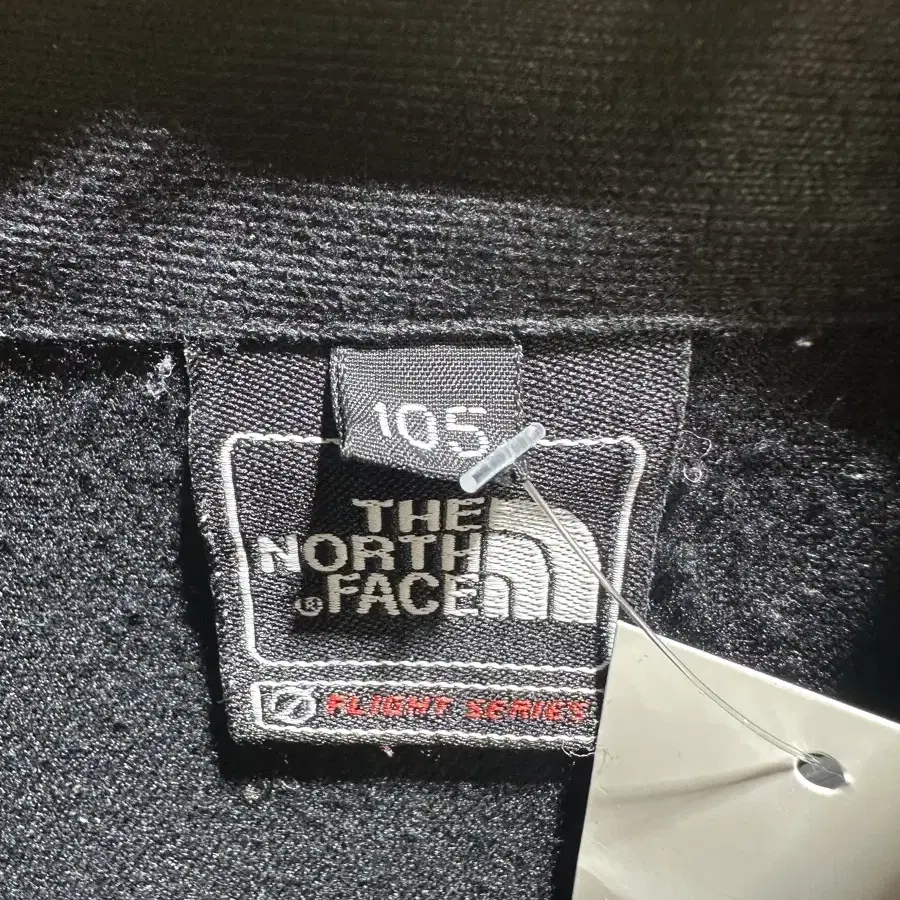 105
THE
NORTH
® FACE
FLIGHT SERIES